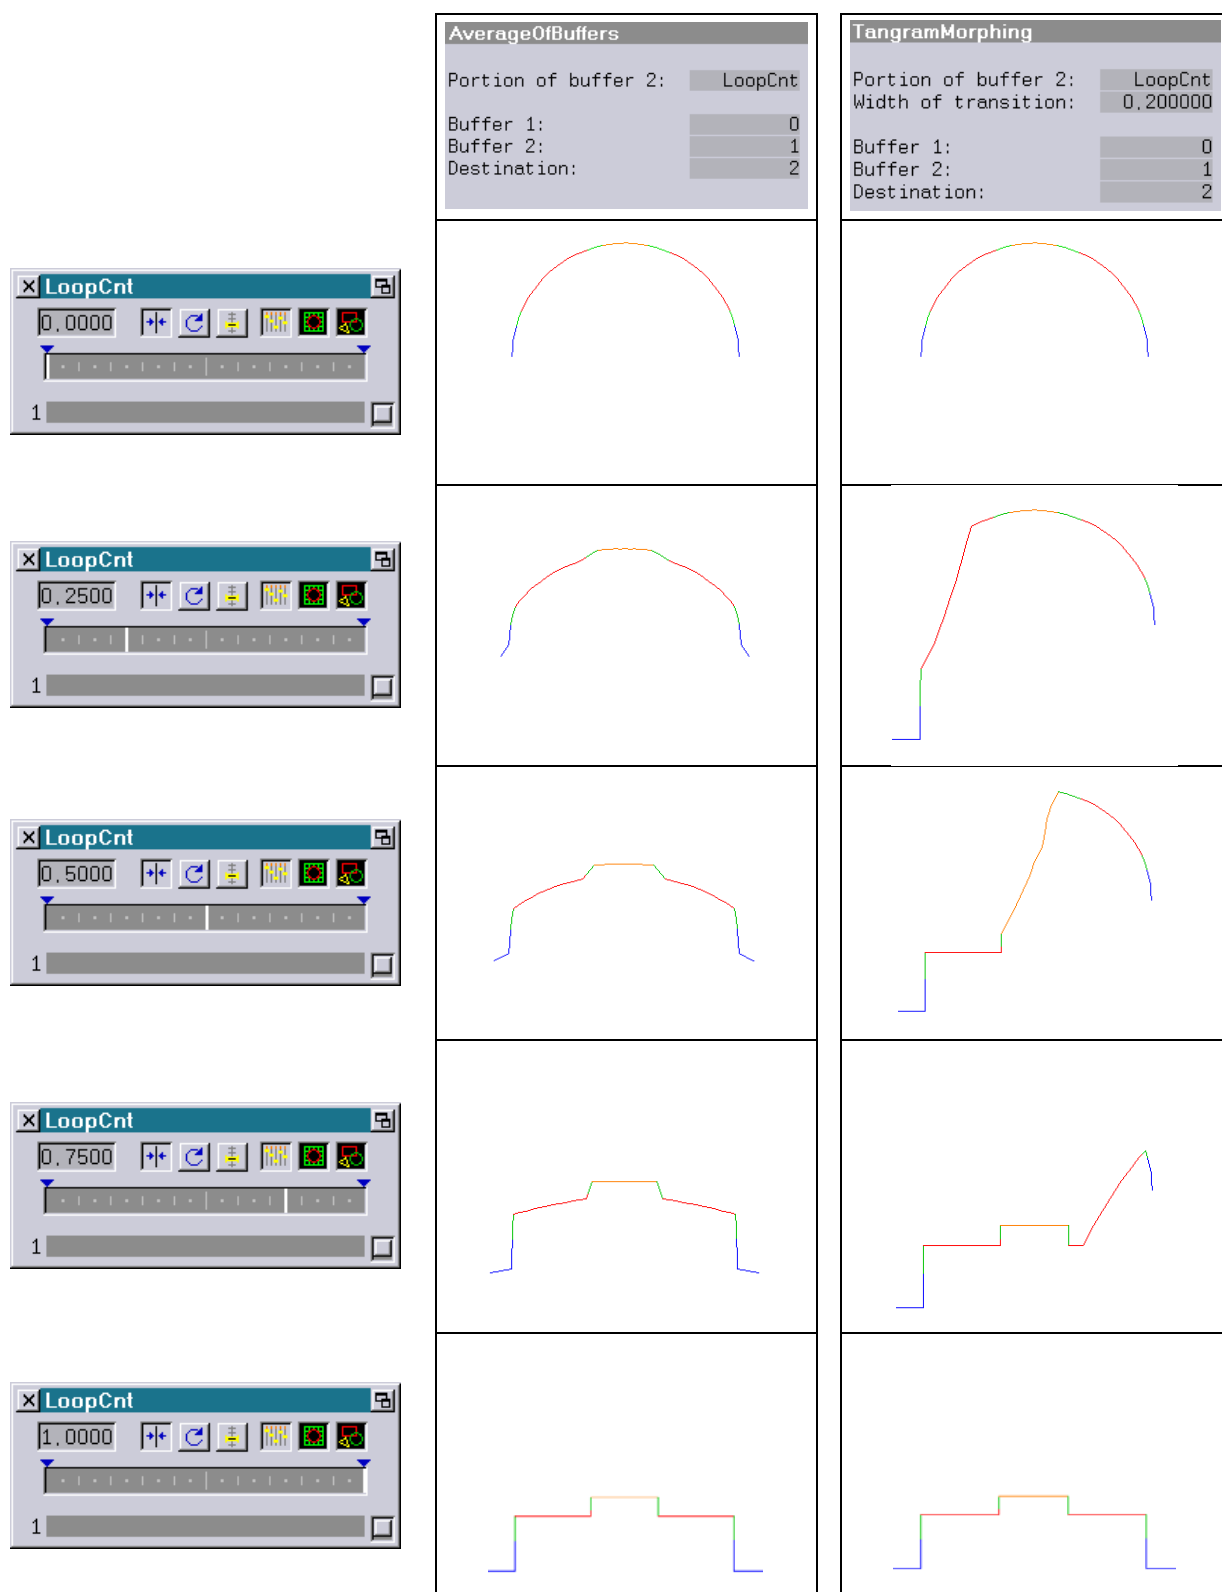 AverageOfBuffers
Portion of buffer 2: LoopCnt
Buffer 1: 0
Buffer 2: 1
Destination: 2
TangramMorphing
Portion of buffer 2: LoopCnt
Width of transition: 0,200000
Buffer 1: 0
Buffer 2: 1
Destination: 2
LoopCnt
0,0000
1
LoopCnt
0,2500
1
LoopCnt
0,5000
1
LoopCnt
0,7500
1
LoopCnt
1,0000
1